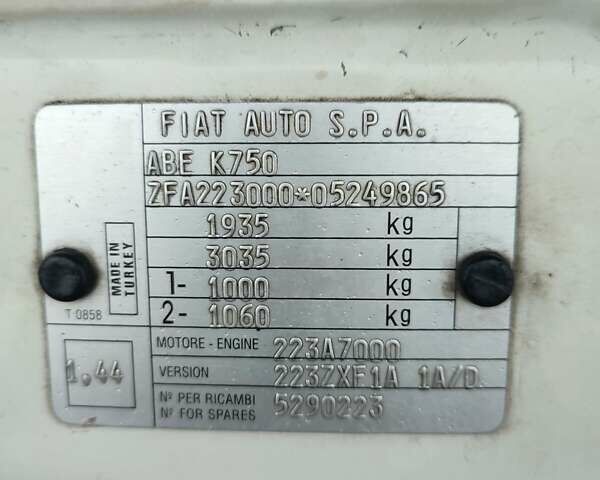 FIAT AUTO S.P.A.
ABE K750
ZFA223000*05249865
1935 kg
3035 kg
1- 1000 kg
2- 1060 kg
MADE IN
TURKEY
T 0858
1,44
MOTORE - ENGINE 223A7000
VERSION 223ZXF1A 1A/D
Nº PER RICAMBI
Nº FOR SPARES 5290223